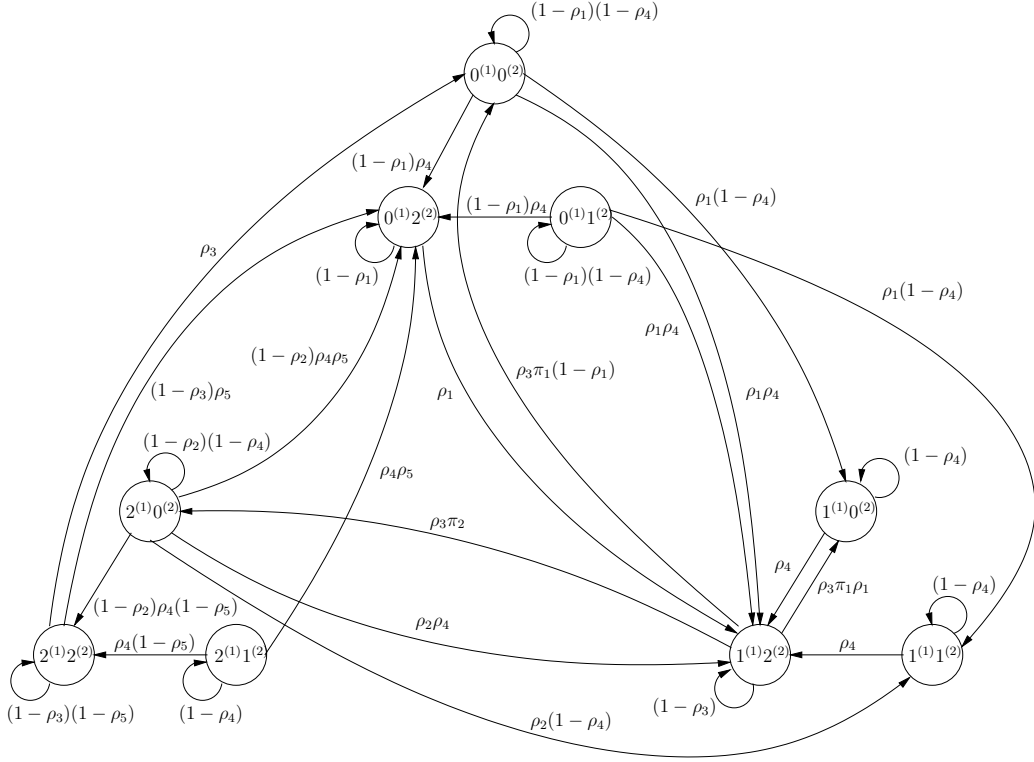 (1 − ρ₁)(1 − ρ₄)
0⁽¹⁾0⁽²⁾
(1 − ρ₁)ρ₄
ρ₁(1 − ρ₄)
0⁽¹⁾2⁽²⁾
(1 − ρ₁)ρ₄
0⁽¹⁾1⁽²⁾
ρ₃
(1 − ρ₁)
(1 − ρ₁)(1 − ρ₄)
ρ₁(1 − ρ₄)
ρ₁ρ₄
(1 − ρ₂)ρ₄ρ₅
ρ₃π₁(1 − ρ₁)
(1 − ρ₃)ρ₅
ρ₁
ρ₁ρ₄
(1 − ρ₂)(1 − ρ₄)
ρ₄ρ₅
(1 − ρ₄)
2⁽¹⁾0⁽²⁾
ρ₃π₂
1⁽¹⁾0⁽²⁾
ρ₄
ρ₃π₁ρ₁
(1 − ρ₄)
(1 − ρ₂)ρ₄(1 − ρ₅)
ρ₂ρ₄
2⁽¹⁾2⁽²⁾
ρ₄(1 − ρ₅)
2⁽¹⁾1⁽²⁾
1⁽¹⁾2⁽²⁾
ρ₄
1⁽¹⁾1⁽²⁾
(1 − ρ₃)(1 − ρ₅)
(1 − ρ₄)
(1 − ρ₃)
ρ₂(1 − ρ₄)